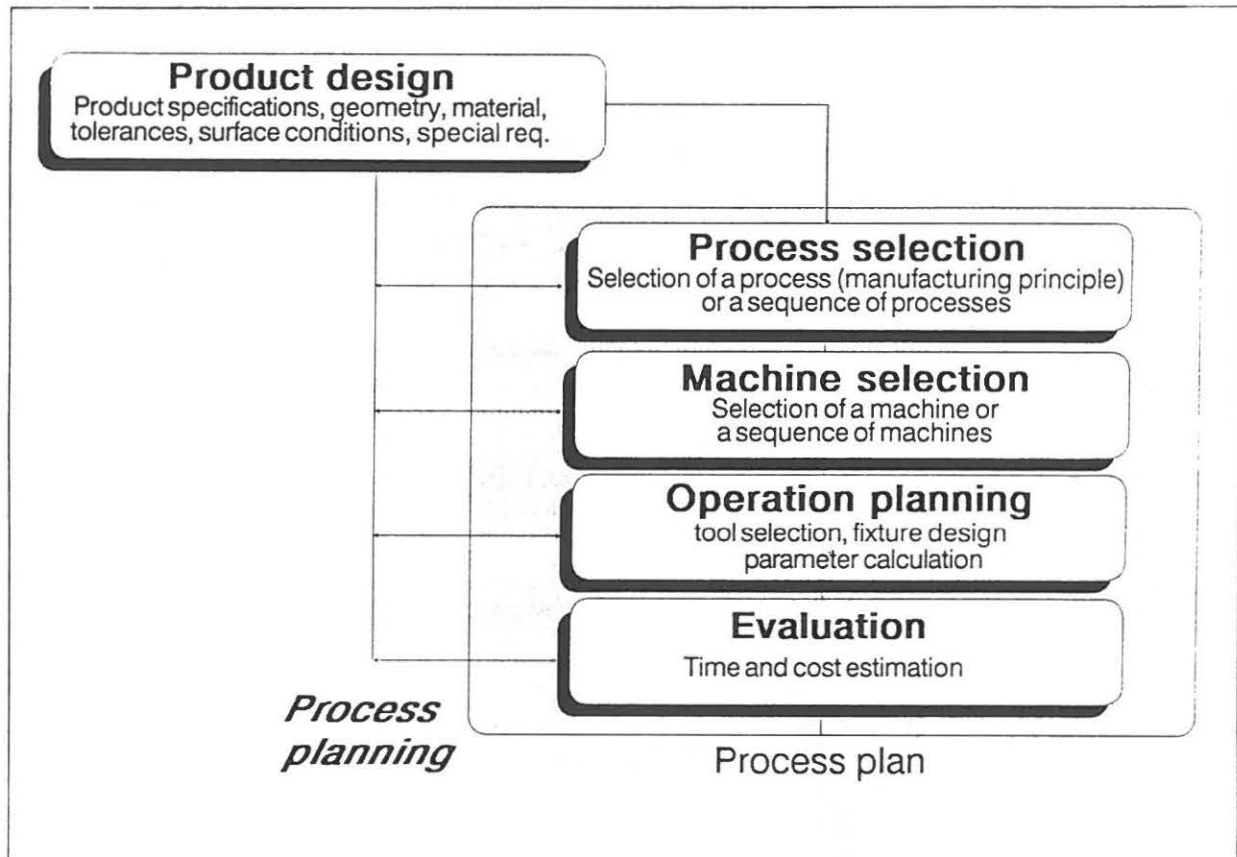 Product design
Product specifications, geometry, material,
tolerances, surface conditions, special req.
Process selection
Selection of a process (manufacturing principle)
or a sequence of processes
Machine selection
Selection of a machine or
a sequence of machines
Operation planning
tool selection, fixture design
parameter calculation
Evaluation
Time and cost estimation
Process
planning
Process plan